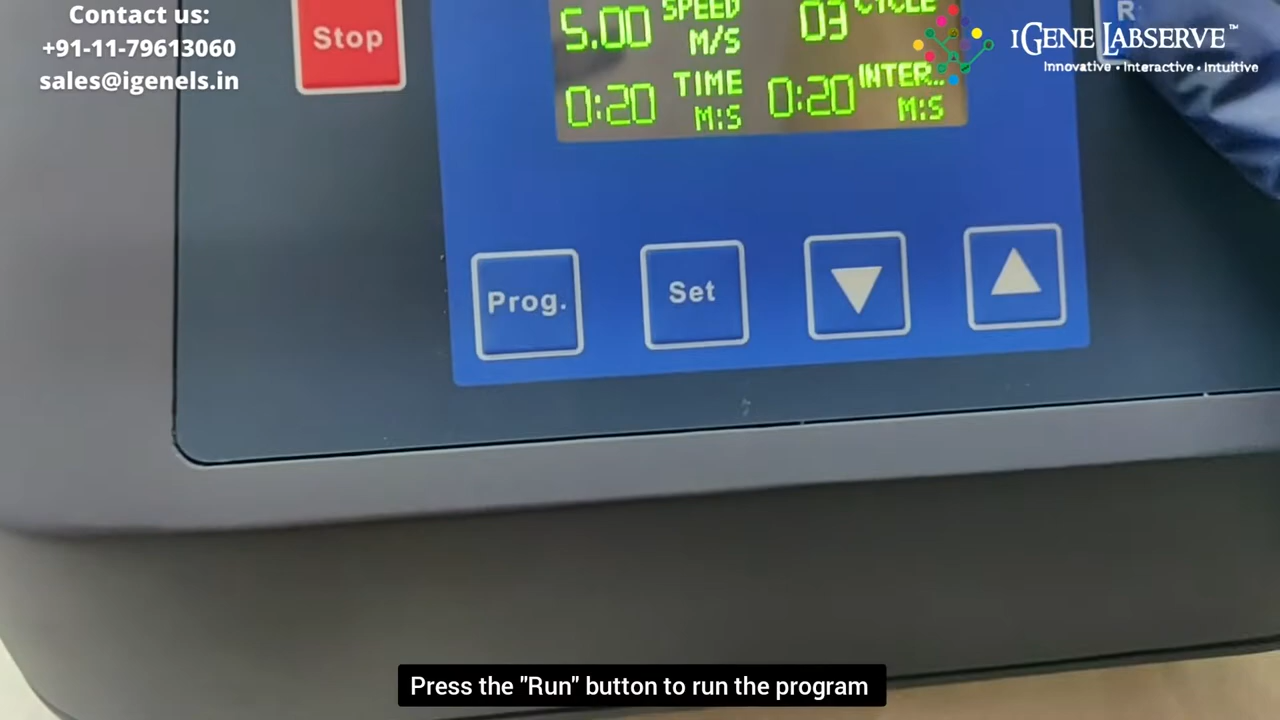 Contact us:
+91-11-79613060
sales@igenels.in
Stop
5.00 SPEED M/S
03 CYCLE
0:20 TIME M:S
0:20 INTER.. M:S
R
iGENE LABSERVE™
Innovative • Interactive • Intuitive
Prog.
Set
Press the "Run" button to run the program